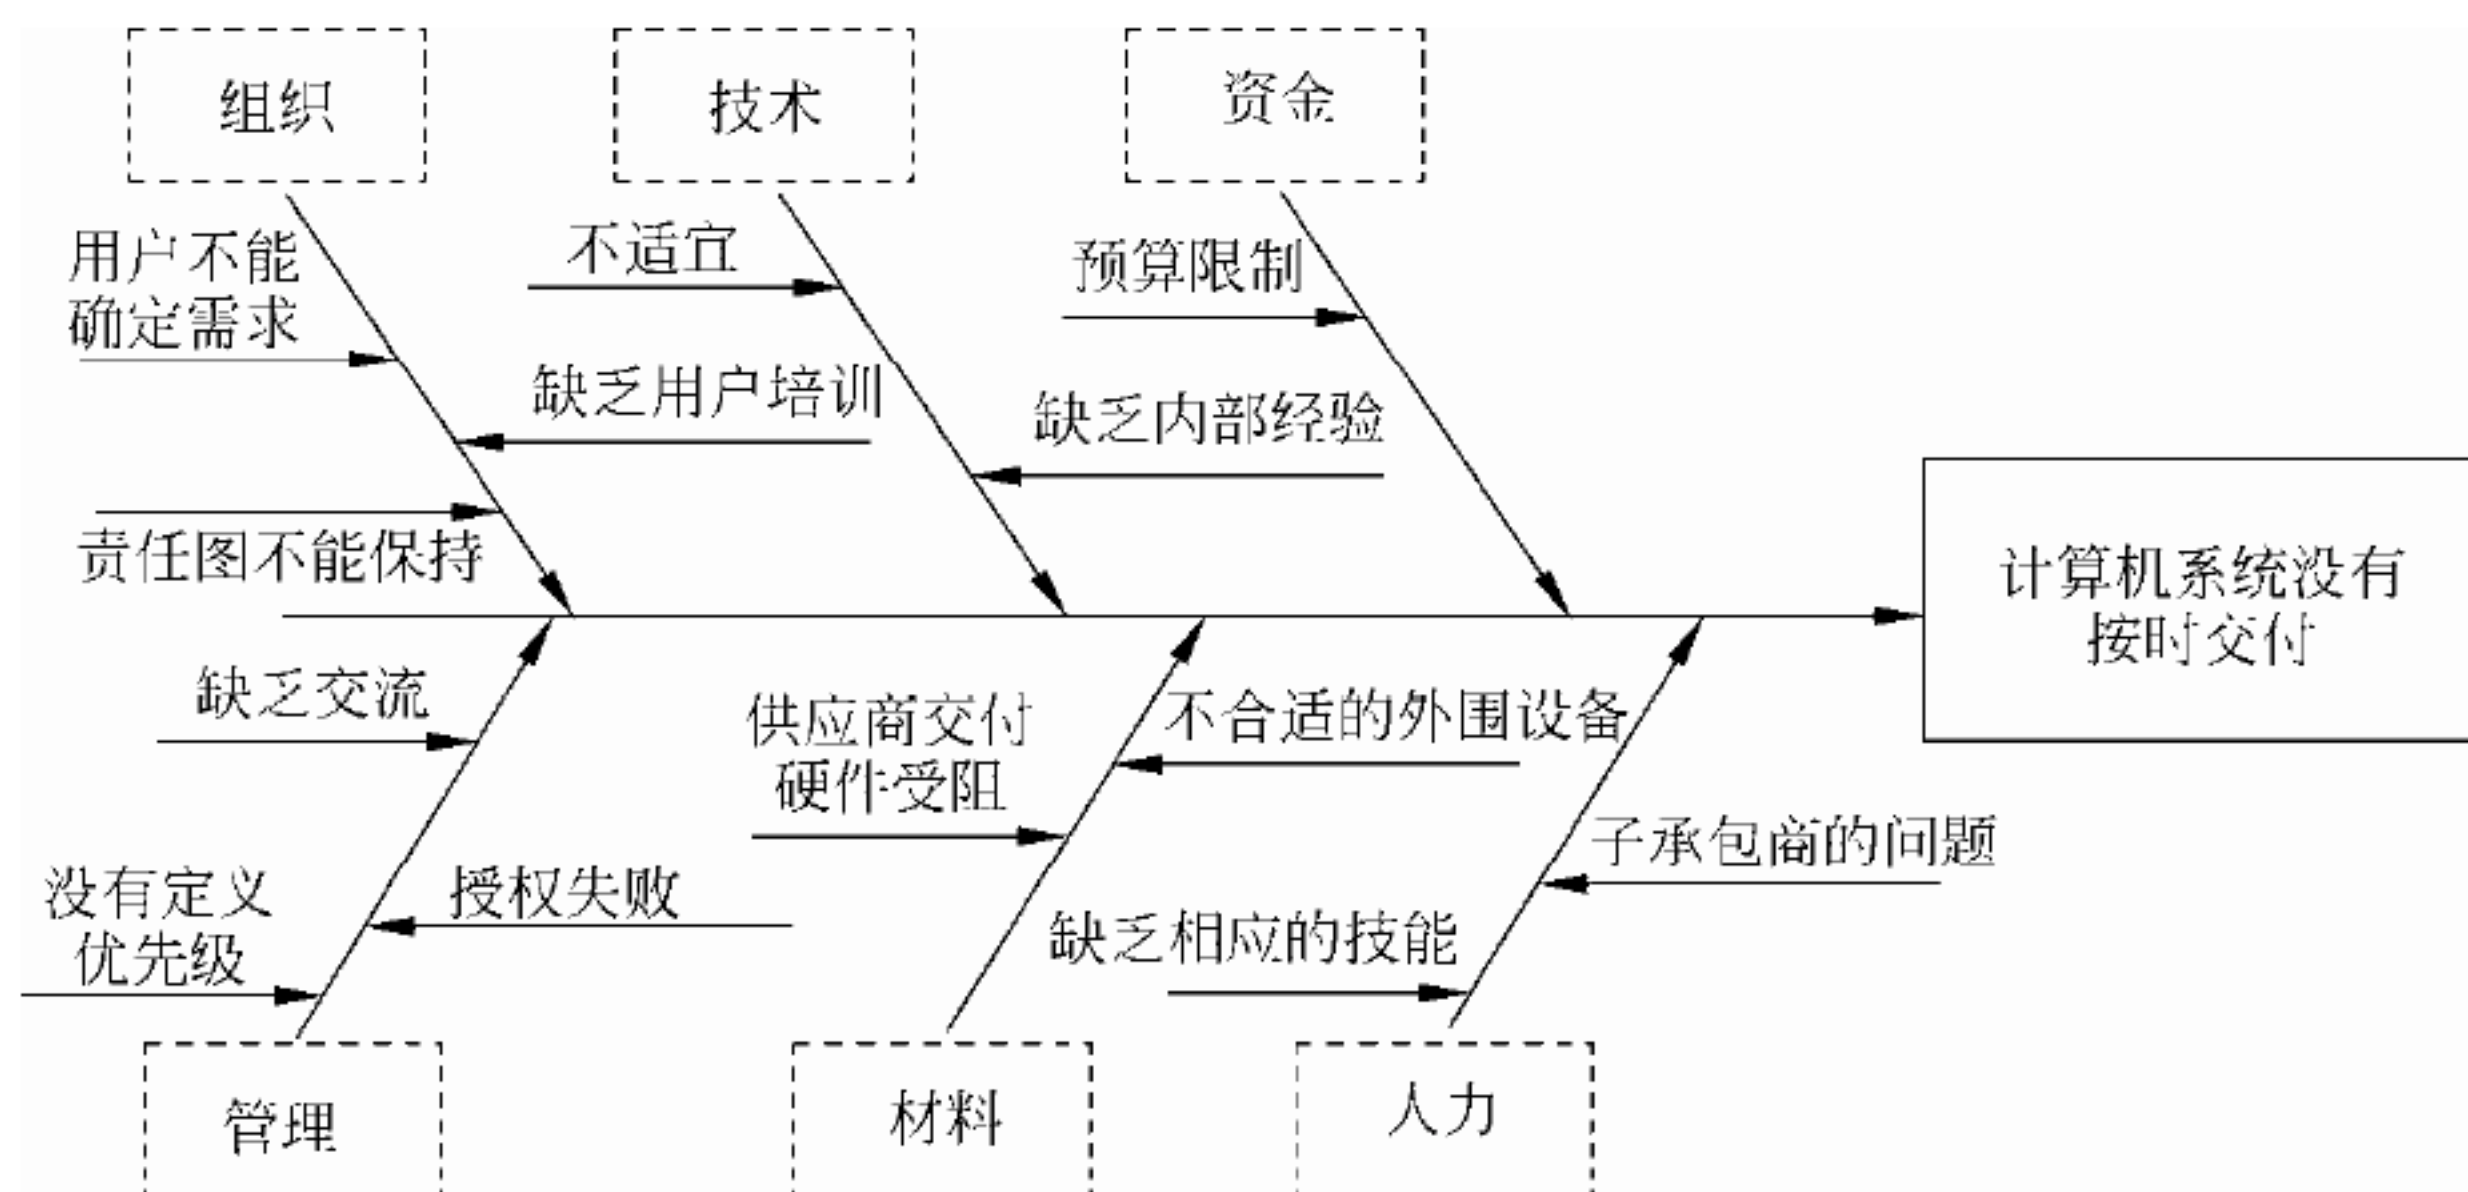 组织
技术
资金
用户不能
确定需求
不适宜
预算限制
缺乏用户培训
缺乏内部经验
责任图不能保持
计算机系统没有
按时交付
缺乏交流
供应商交付
硬件受阻
不合适的外围设备
子承包商的问题
没有定义
优先级
授权失败
缺乏相应的技能
管理
材料
人力